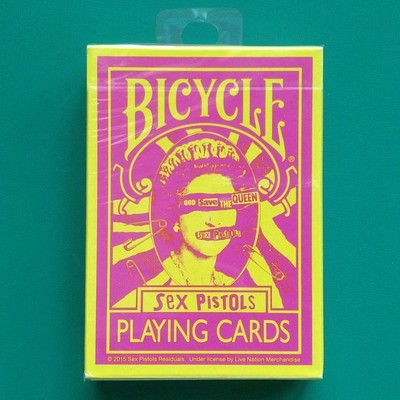 BICYCLE
®
GOD Save THE QUEEN
SEX PISTOLS
SEX PISTOLS
PLAYING CARDS
© 2015 Sex Pistols Residuals. Under license by Live Nation Merchandise